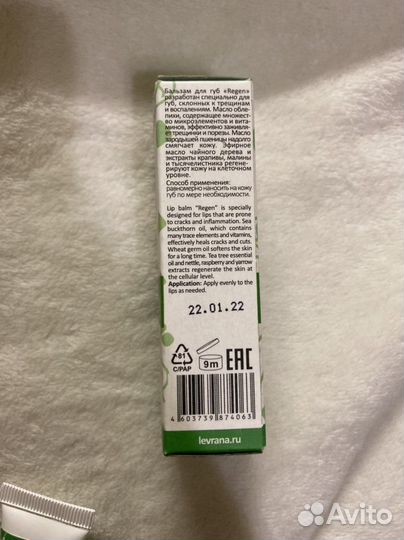 Бальзам для губ «Regen»
разработан специально для
губ, склонных к трещинам
и воспалениям. Масло обле-
пихи, содержащее множест-
во микроэлементов и вита-
минов, эффективно заживля-
ет трещинки и порезы. Масло
зародышей пшеницы надолго
смягчает кожу. Эфирное
масло чайного дерева и
экстракты крапивы, малины
и тысячелистника регене-
рируют кожу на клеточном
уровне.
Способ применения:
равномерно наносить на кожу
губ по мере необходимости.
Lip balm "Regen" is specially
designed for lips that are prone
to cracks and inflammation. Sea
buckthorn oil, which contains
many trace elements and vitamins,
effectively heals cracks and cuts.
Wheat germ oil softens the skin
for a long time. Tea tree essential
oil and nettle, raspberry and yarrow
extracts regenerate the skin at
the cellular level.
Application: Apply evenly to the
lips as needed.
22.01.22
81
C/PAP
9m
EAC
4 603739 874063
levrana.ru
Avito